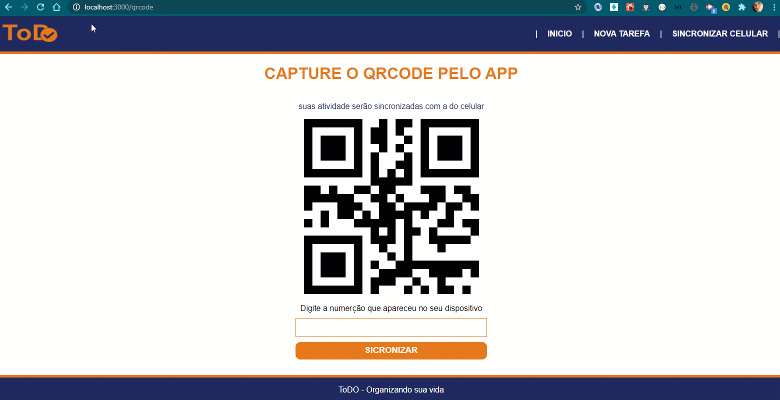 localhost:3000/qrcode
ToDO
| INICIO | NOVA TAREFA | SINCRONIZAR CELULAR |
CAPTURE O QRCODE PELO APP
suas atividade serão sincronizadas com a do celular
Digite a numerção que apareceu no seu dispositivo
SICRONIZAR
ToDO - Organizando sua vida